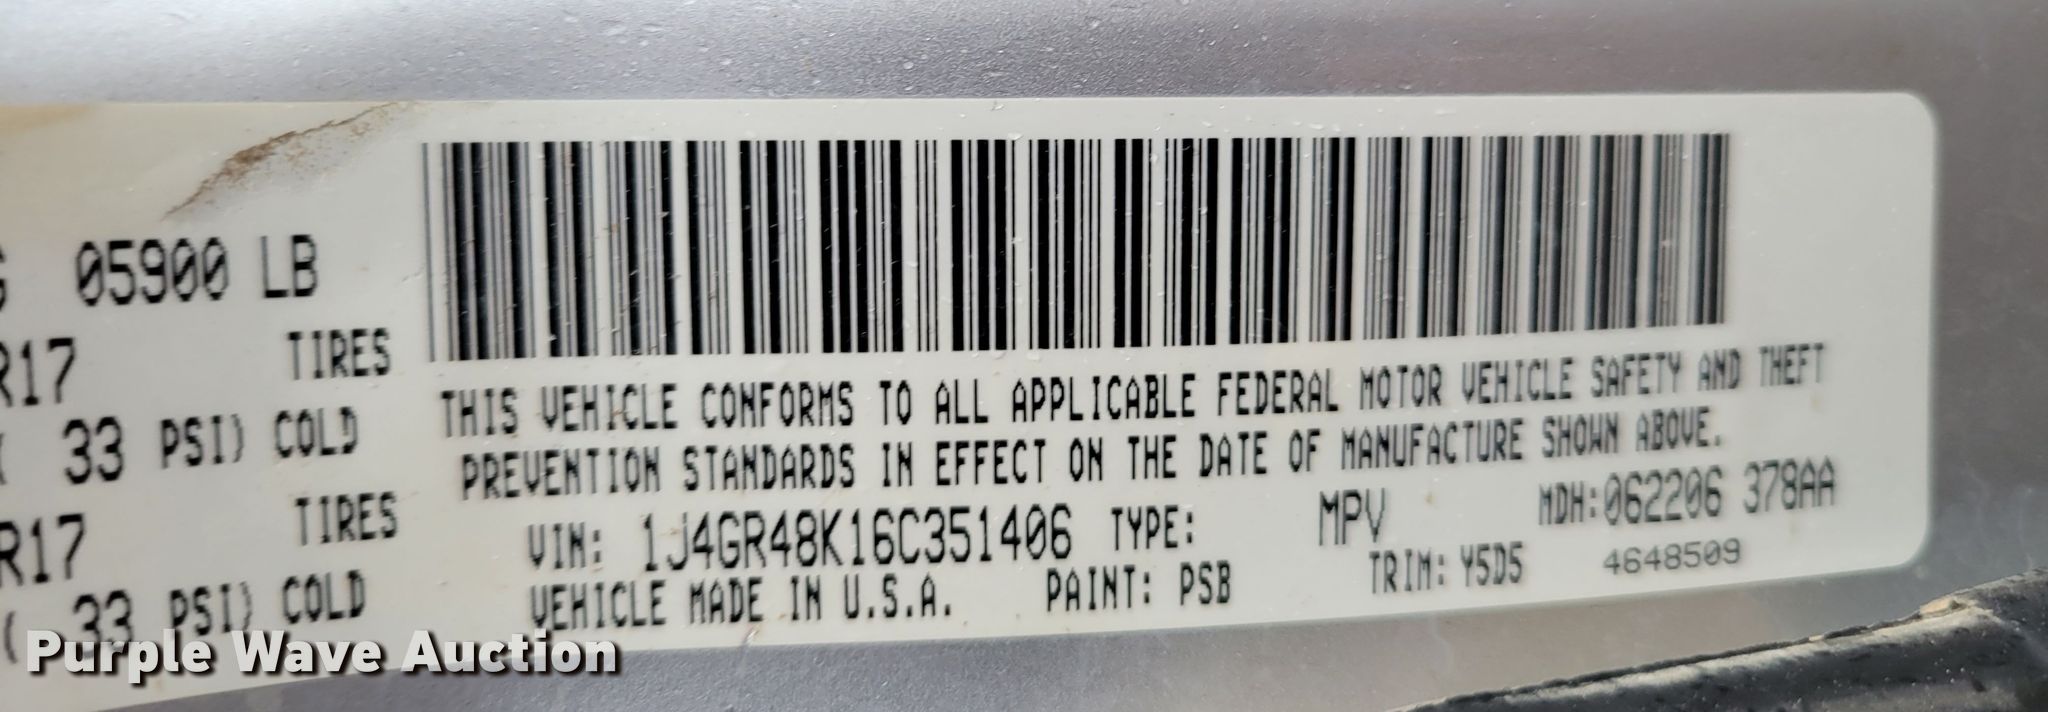 G 05900 LB
R17 TIRES
( 33 PSI) COLD
R17 TIRES
( 33 PSI) COLD
THIS VEHICLE CONFORMS TO ALL APPLICABLE FEDERAL MOTOR VEHICLE SAFETY AND THEFT
PREVENTION STANDARDS IN EFFECT ON THE DATE OF MANUFACTURE SHOWN ABOVE.
VIN: 1J4GR48K16C351406 TYPE: MPV MDH:062206 378AA
VEHICLE MADE IN U.S.A. PAINT: PSB TRIM: Y5D5 4648509
Purple Wave Auction